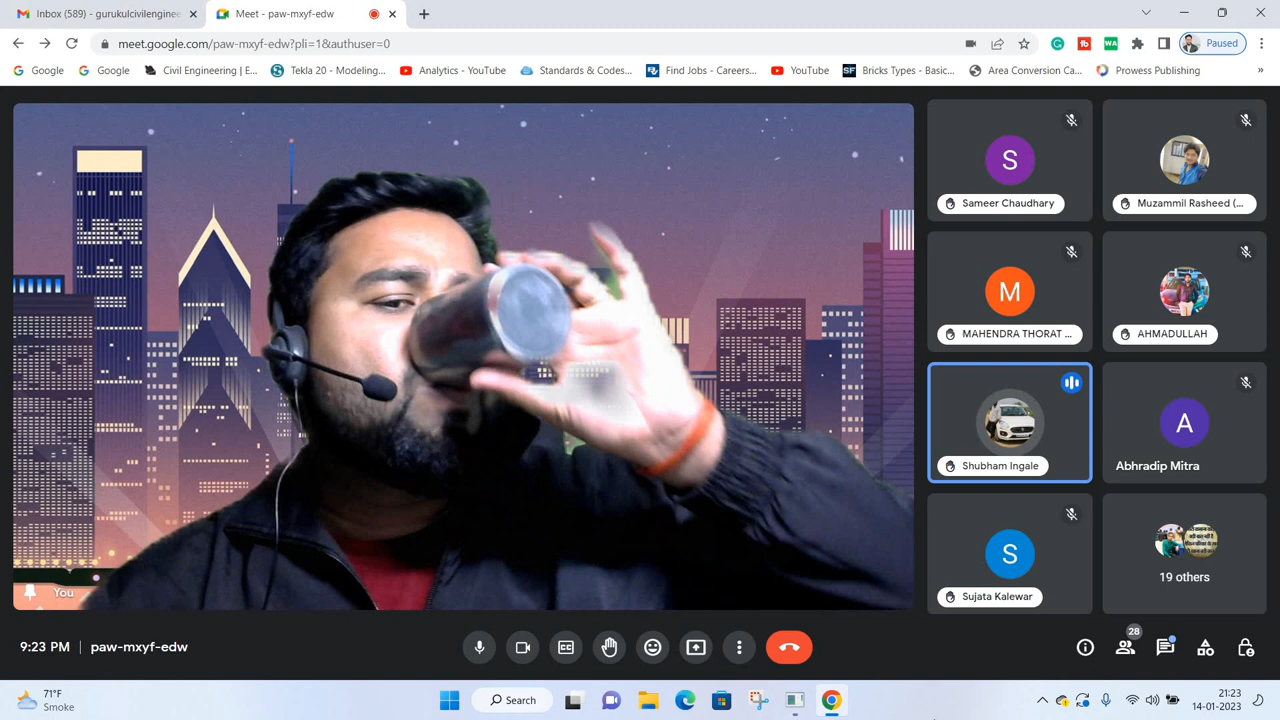 Inbox (589) - gurukulcivilenginee
Meet - paw-mxyf-edw
meet.google.com/paw-mxyf-edw?pli=1&authuser=0
Paused
Google
Google
Civil Engineering | E...
Tekla 20 - Modeling...
Analytics - YouTube
Standards & Codes...
Find Jobs - Careers...
YouTube
Bricks Types - Basic...
Area Conversion Ca...
Prowess Publishing
»
S
Sameer Chaudhary
Muzammil Rasheed (...
M
MAHENDRA THORAT ...
AHMADULLAH
Shubham Ingale
A
Abhradip Mitra
S
Sujata Kalewar
19 others
You
9:23 PM | paw-mxyf-edw
28
71°F
Smoke
Search
21:23
14-01-2023